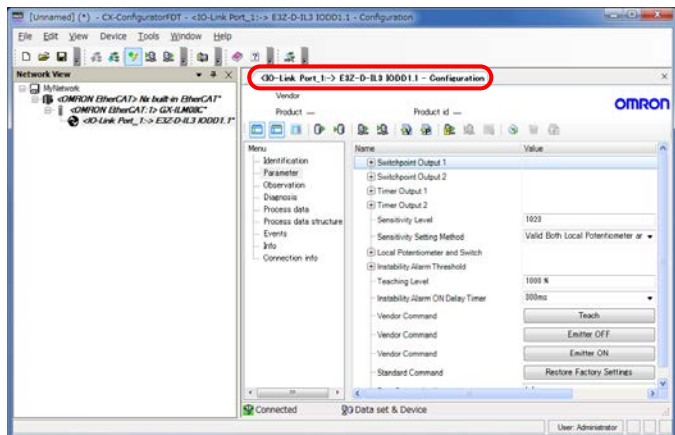 [Unnamed] (*) - CX-ConfiguratorFDT - <IO-Link Port_1:-> E3Z-D-IL3 IODD1.1 - Configuration
File Edit View Device Tools Window Help
Network View
<IO-Link Port_1:-> E3Z-D-IL3 IODD1.1 - Configuration
MyNetwork
<OMRON EtherCAT> Nx built-in EtherCAT*
<OMRON EtherCAT: 1> GX-ILM08C*
<IO-Link Port_1:-> E3Z-D-IL3 IODD1.1*
Vendor
Product —
Product id —
OMRON
Menu
Identification
Parameter
Observation
Diagnosis
Process data
Process data structure
Events
Info
Connection info
Name Value
Switchpoint Output 1
Switchpoint Output 2
Timer Output 1
Timer Output 2
Sensitivity Level 1020
Sensitivity Setting Method Valid Both Local Potentiometer ar
Local Potentiometer and Switch
Instability Alarm Threshold
Teaching Level 1000 %
Instability Alarm ON Delay Timer 300ms
Vendor Command Teach
Vendor Command Emitter OFF
Vendor Command Emitter ON
Standard Command Restore Factory Settings
Connected Data set & Device
User: Administrator